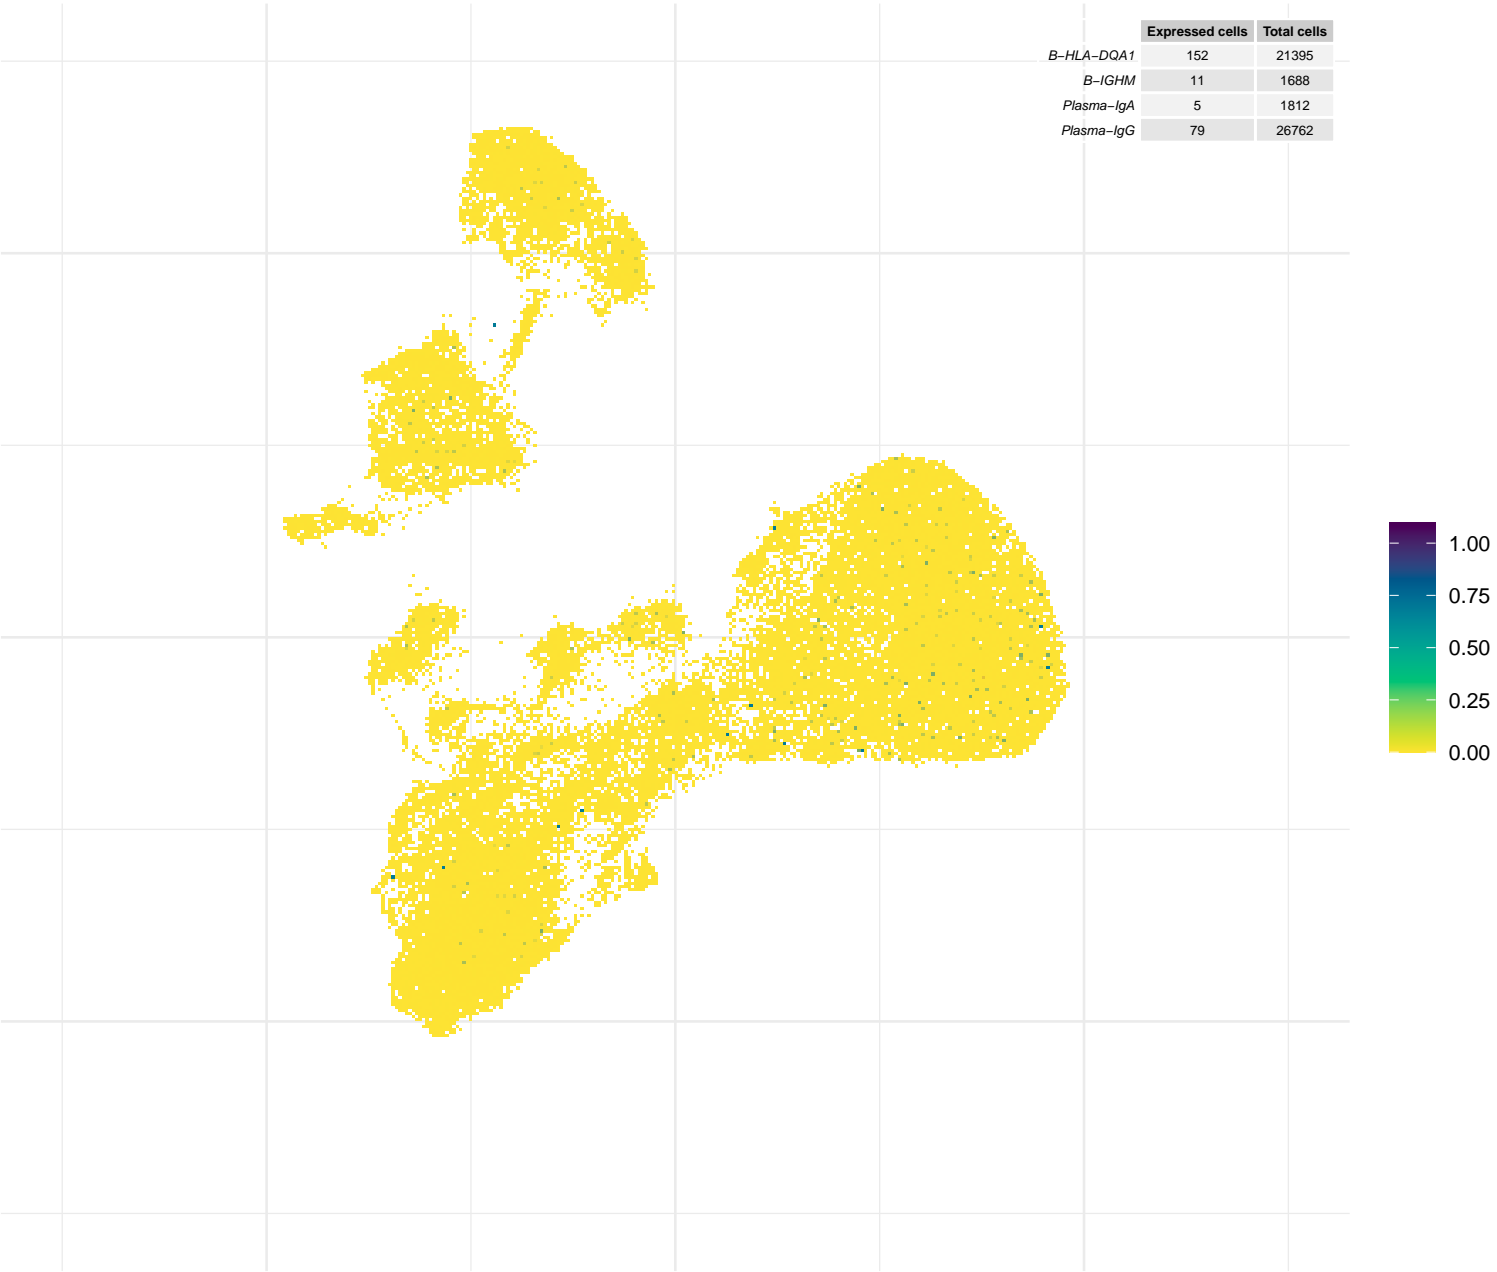 Expressed cells Total cells
B−HLA−DQA1 152 21395
B−IGHM 11 1688
Plasma−IgA 5 1812
Plasma−IgG 79 26762
1.00
0.75
0.50
0.25
0.00